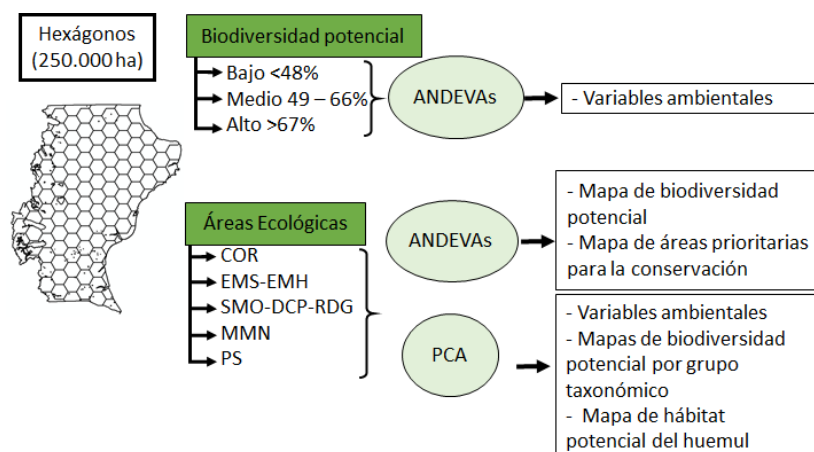 Hexágonos
(250.000 ha)
Biodiversidad potencial
Bajo <48%
Medio 49 – 66%
Alto >67%
ANDEVAs
- Variables ambientales
Áreas Ecológicas
COR
EMS-EMH
SMO-DCP-RDG
MMN
PS
ANDEVAs
- Mapa de biodiversidad
potencial
- Mapa de áreas prioritarias
para la conservación
PCA
- Variables ambientales
- Mapas de biodiversidad
potencial por grupo
taxonómico
- Mapa de hábitat
potencial del huemul